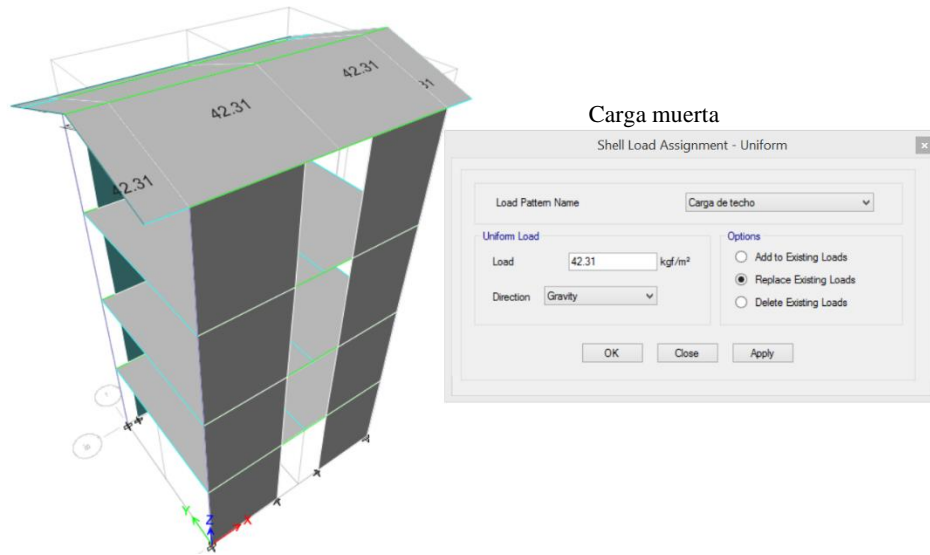 42.31
42.31
31
42.31
Y
Z
X
Carga muerta
Shell Load Assignment - Uniform
Load Pattern Name
Carga de techo
Uniform Load
Load
42.31
kgf/m²
Direction
Gravity
Options
Add to Existing Loads
Replace Existing Loads
Delete Existing Loads
OK
Close
Apply